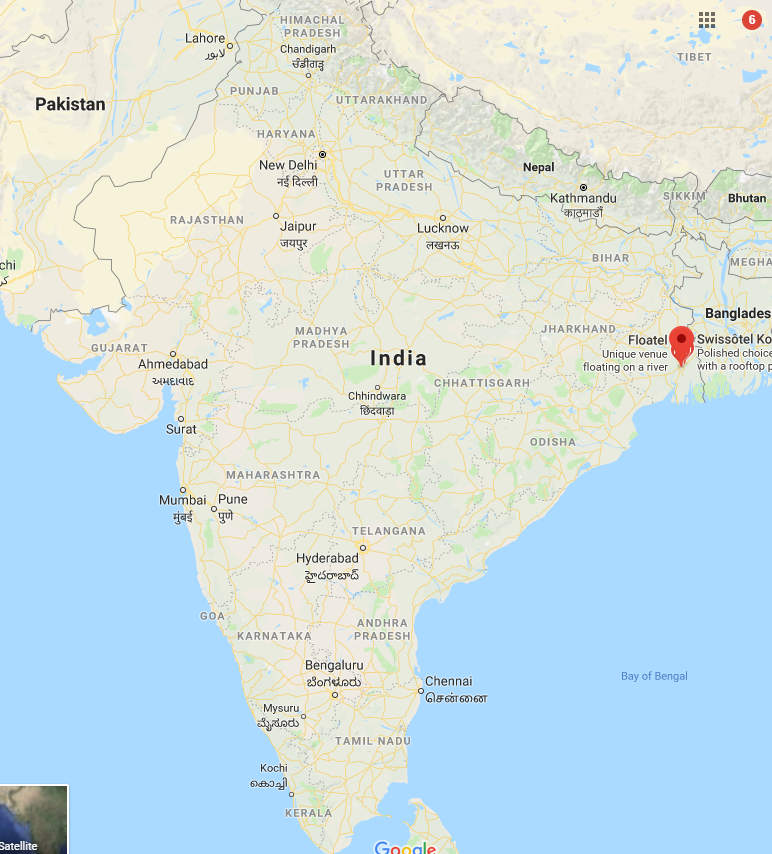 HIMACHAL
PRADESH
6
Lahore
لاہور
Chandigarh
ਚੰਡੀਗੜ੍ਹ
TIBET
PUNJAB
Pakistan
UTTARAKHAND
HARYANA
New Delhi
नई दिल्ली
Nepal
UTTAR
PRADESH
Kathmandu
काठमाडौँ
SIKKIM
Bhutan
RAJASTHAN
Jaipur
जयपुर
Lucknow
लखनऊ
BIHAR
MEGHA
chi
Banglades
GUJARAT
MADHYA
PRADESH
JHARKHAND
Floatel
Unique venue
floating on a river
Swissôtel Ko
Polished choice
with a rooftop p
India
Ahmedabad
અમદાવાદ
CHHATTISGARH
Chhindwara
छिंदवाड़ा
Surat
ODISHA
MAHARASHTRA
Mumbai
मुंबई
Pune
पुणे
TELANGANA
Hyderabad
హైదరాబాద్
GOA
KARNATAKA
ANDHRA
PRADESH
Bengaluru
ಬೆಂಗಳೂರು
Chennai
சென்னை
Bay of Bengal
Mysuru
ಮೈಸೂರು
TAMIL NADU
Kochi
കൊച്ചി
KERALA
Satellite
Google